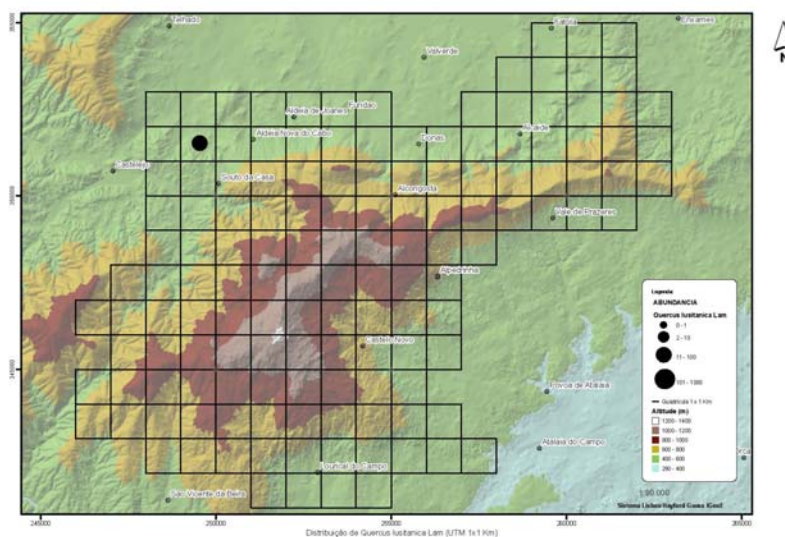 Telhado
Enxames
Valverde
Fundão
Aldeia de Joanes
Aldeia Nova do Cabo
Donas
Alcaide
Castelejo
Souto da Casa
Alcongosta
Vale de Prazeres
Alpedrinha
Castelo Novo
Póvoa de Atalaia
Atalaia do Campo
Louriçal do Campo
São Vicente da Beira
N
Legenda
ABUNDANCIA
Quercus lusitanica Lam
0 - 1
2 - 10
11 - 100
101 - 1000
Quadrícula 1x1 Km
Altitude (m)
1200 - 1400
1000 - 1200
800 - 1000
600 - 800
400 - 600
1:90.000
245000
250000
255000
260000
265000
Distribuição de Quercus lusitanica Lam (UTM 1x1 Km)